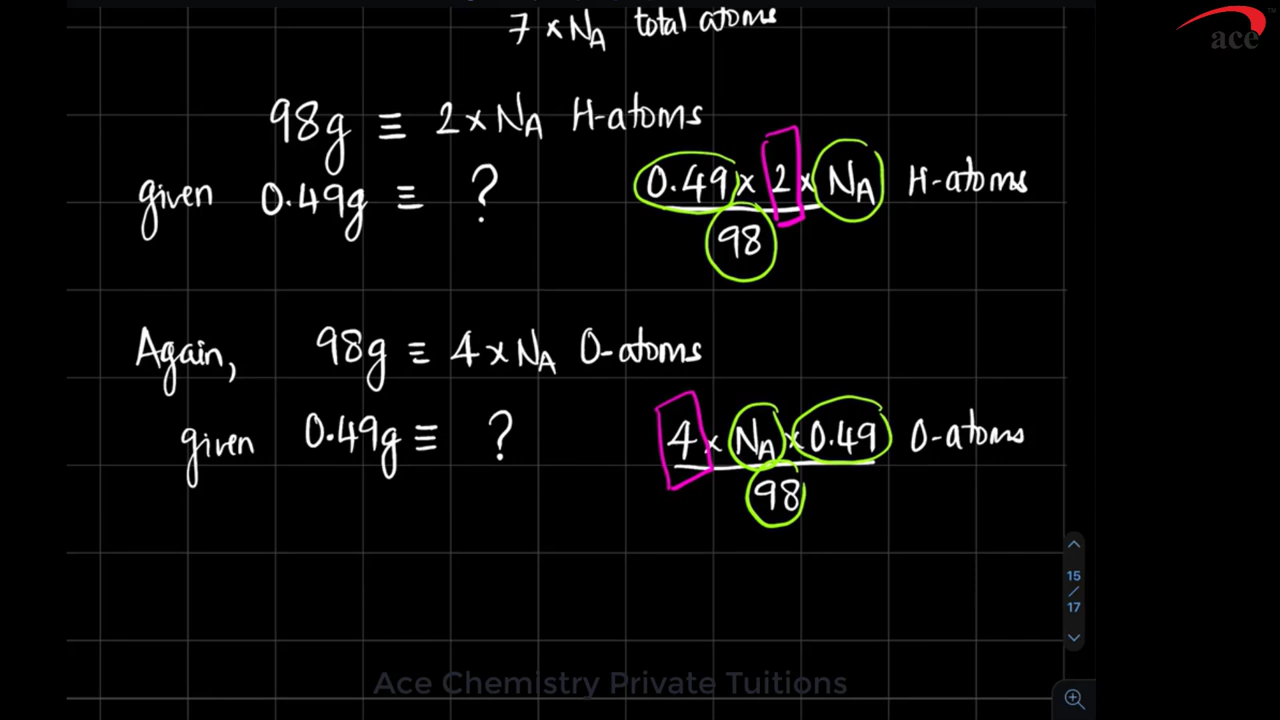 7 × NA total atoms
ace™
98g ≡ 2 × NA H-atoms
given 0.49g ≡ ?
0.49 × 2 × NA H-atoms
98
Again, 98g ≡ 4 × NA O-atoms
given 0.49g ≡ ?
4 × NA × 0.49 O-atoms
98
15
/
17
Ace Chemistry Private Tuitions